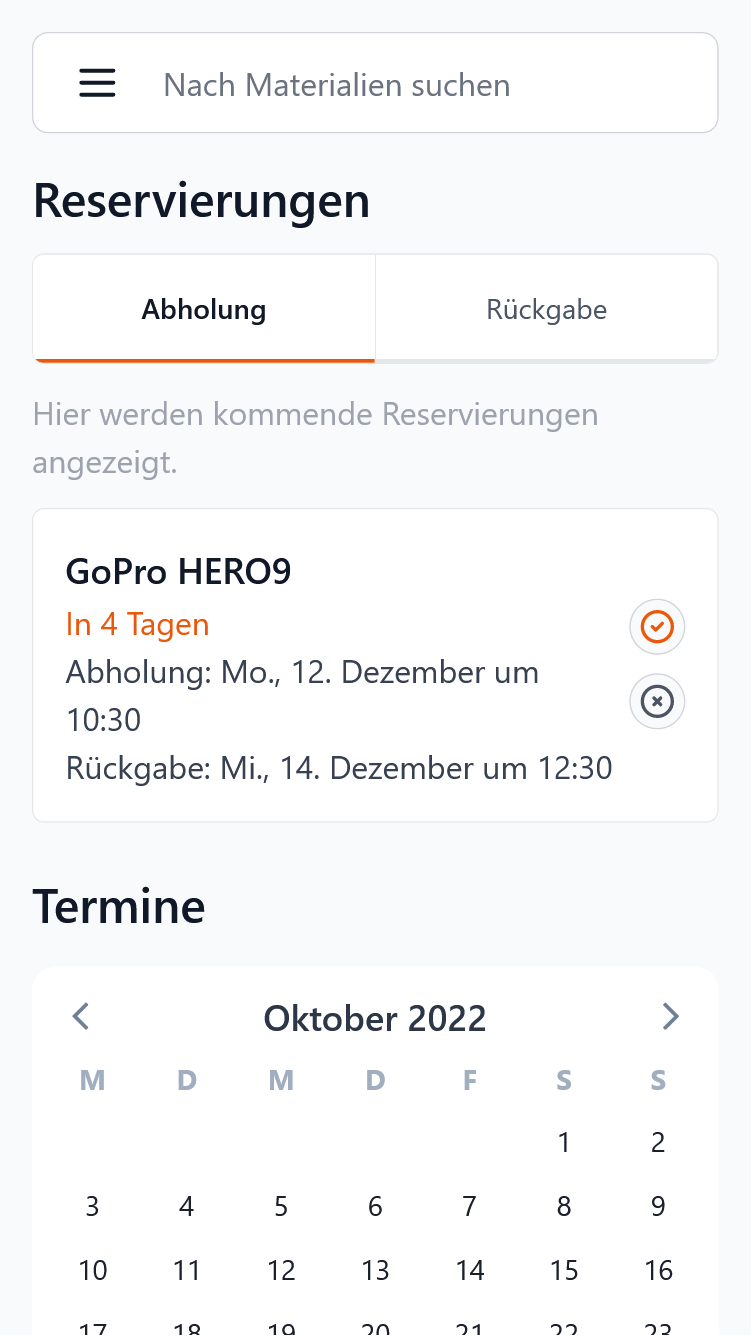 Nach Materialien suchen
Reservierungen
Abholung Rückgabe
Hier werden kommende Reservierungen
angezeigt.
GoPro HERO9
In 4 Tagen
Abholung: Mo., 12. Dezember um
10:30
Rückgabe: Mi., 14. Dezember um 12:30
Termine
Oktober 2022
M D M D F S S
1 2
3 4 5 6 7 8 9
10 11 12 13 14 15 16
17 18 19 20 21 22 23